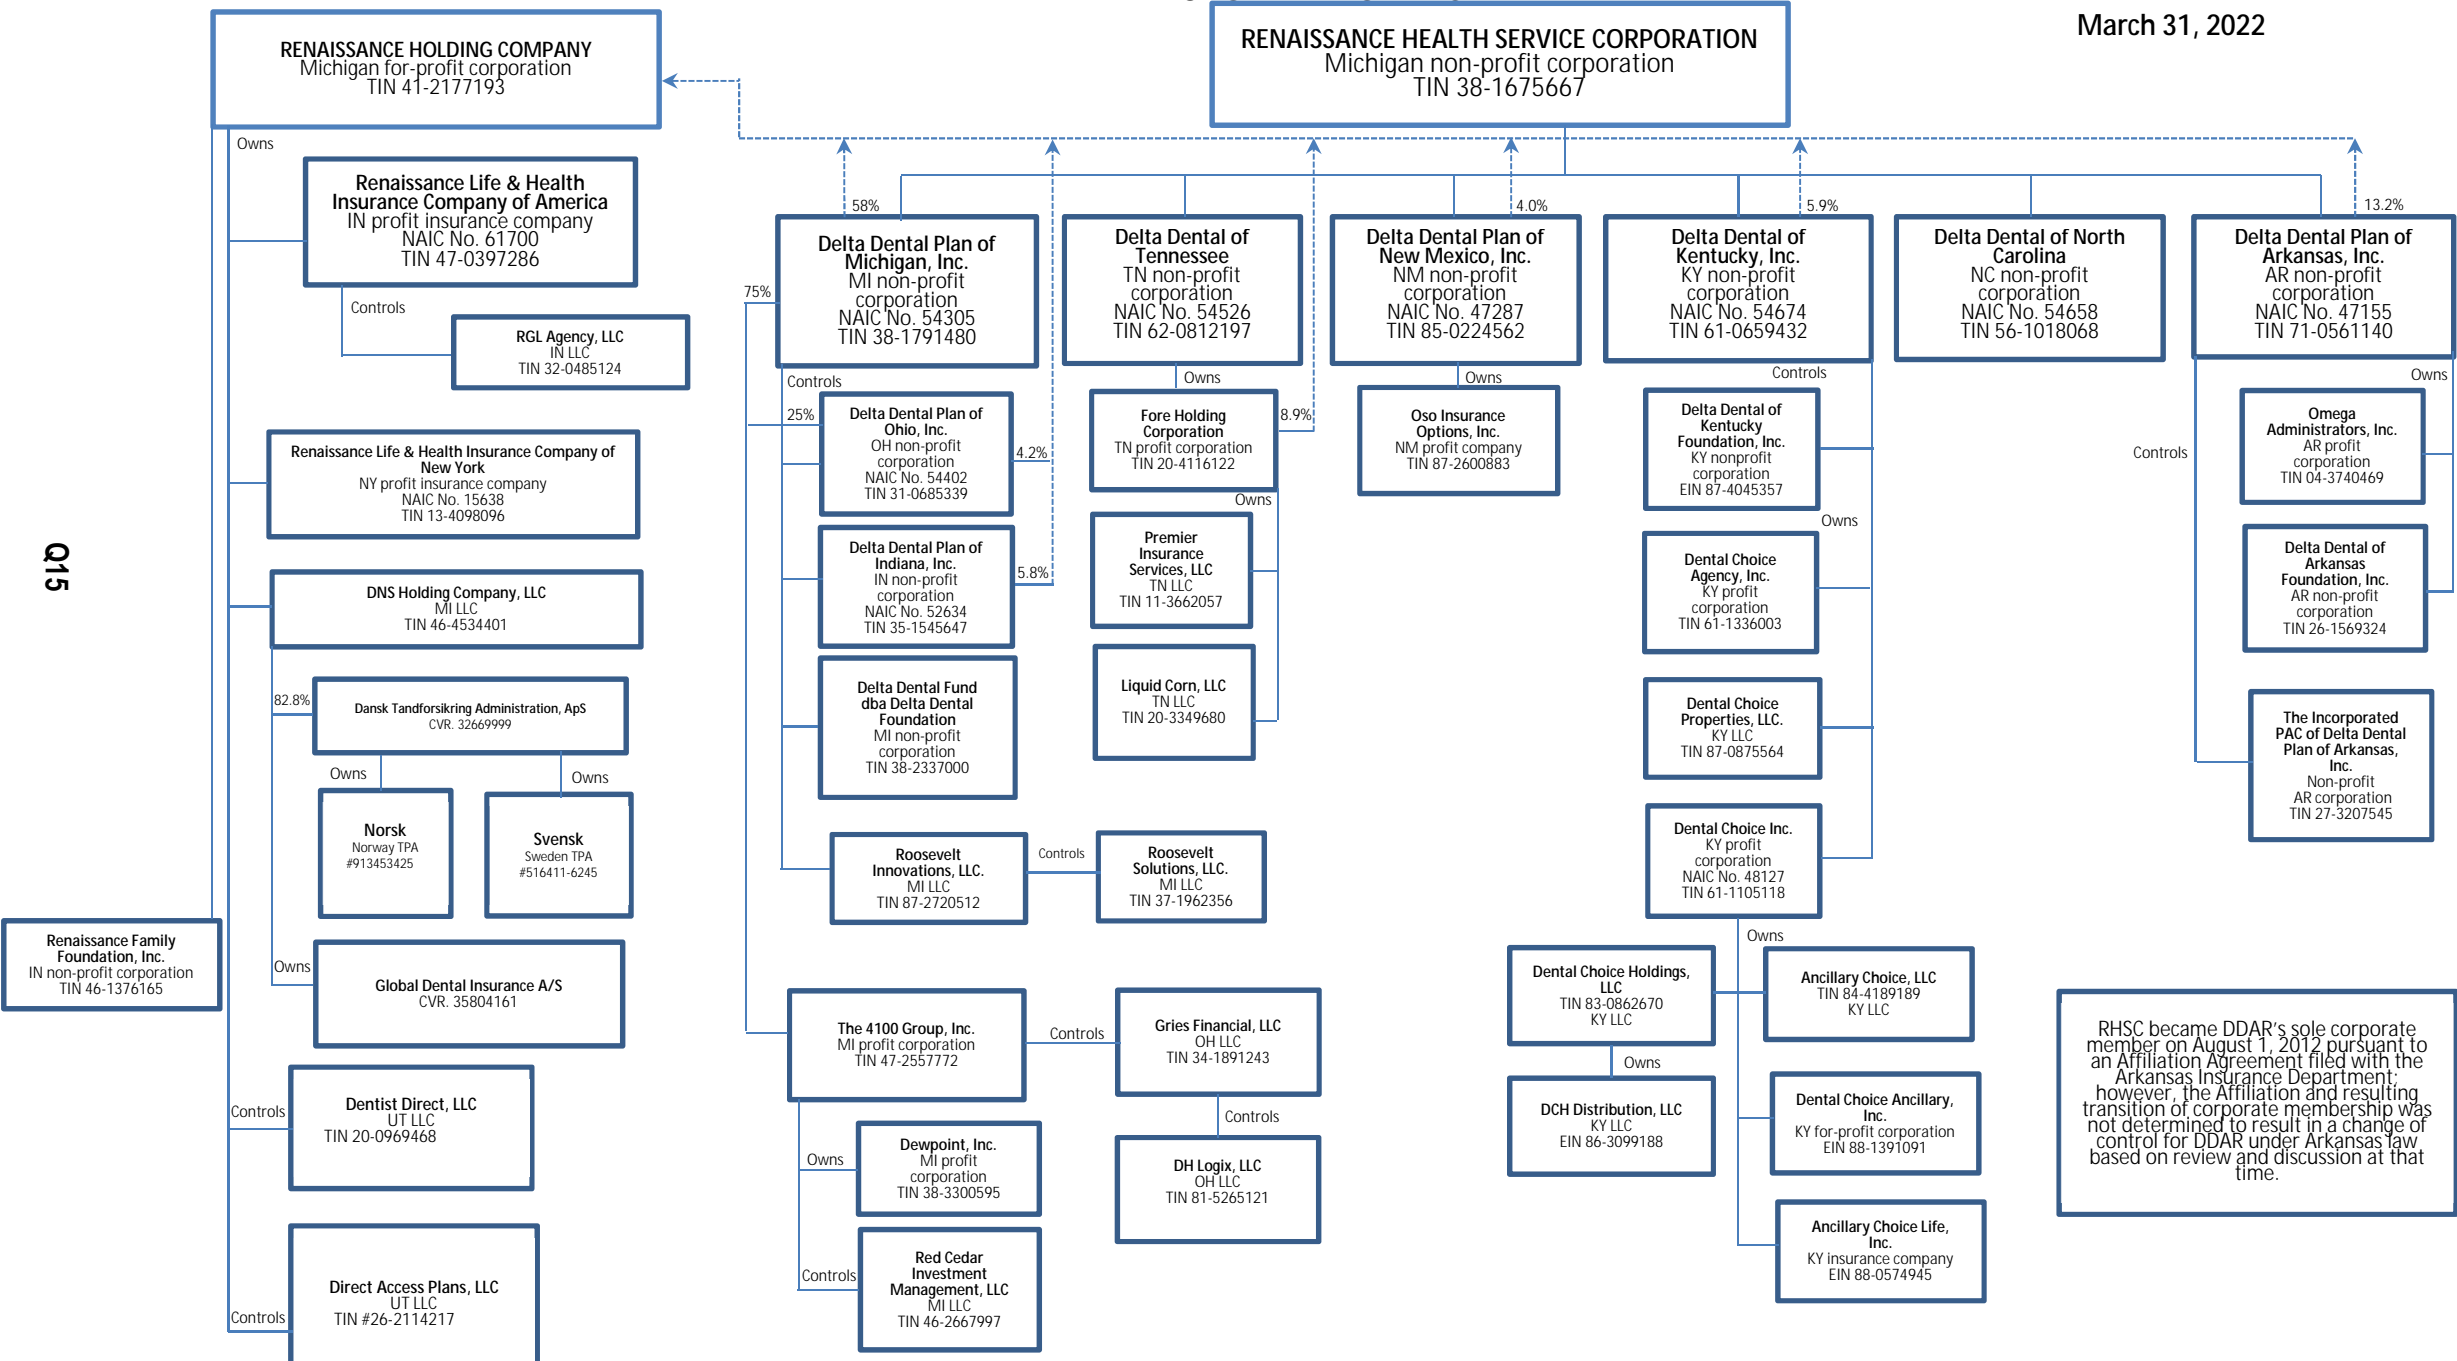 March 31, 2022
RENAISSANCE HOLDING COMPANY
Michigan for-profit corporation
TIN 41-2177193
RENAISSANCE HEALTH SERVICE CORPORATION
Michigan non-profit corporation
TIN 38-1675667
Owns
Renaissance Life & Health
Insurance Company of America
IN profit insurance company
NAIC No. 61700
TIN 47-0397286
Controls
RGL Agency, LLC
IN LLC
TIN 32-0485124
Renaissance Life & Health Insurance Company of
New York
NY profit insurance company
NAIC No. 15638
TIN 13-4098096
DNS Holding Company, LLC
MI LLC
TIN 46-4534401
82.8%
Dansk Tandforsikring Administration, ApS
CVR. 32669999
Owns
Owns
Norsk
Norway TPA
#913453425
Svensk
Sweden TPA
#516411-6245
Renaissance Family
Foundation, Inc.
IN non-profit corporation
TIN 46-1376165
Owns
Global Dental Insurance A/S
CVR. 35804161
Controls
Dentist Direct, LLC
UT LLC
TIN 20-0969468
Controls
Direct Access Plans, LLC
UT LLC
TIN #26-2114217
Q15
58%
Delta Dental Plan of
Michigan, Inc.
MI non-profit
corporation
NAIC No. 54305
TIN 38-1791480
75%
Controls
25%
Delta Dental Plan of
Ohio, Inc.
OH non-profit
corporation
NAIC No. 54402
TIN 31-0685339
4.2%
Delta Dental Plan of
Indiana, Inc.
IN non-profit
corporation
NAIC No. 52634
TIN 35-1545647
5.8%
Delta Dental Fund
dba Delta Dental
Foundation
MI non-profit
corporation
TIN 38-2337000
Roosevelt
Innovations, LLC.
MI LLC
TIN 87-2720512
Controls
Roosevelt
Solutions, LLC.
MI LLC
TIN 37-1962356
The 4100 Group, Inc.
MI profit corporation
TIN 47-2557772
Controls
Gries Financial, LLC
OH LLC
TIN 34-1891243
Controls
DH Logix, LLC
OH LLC
TIN 81-5265121
Owns
Dewpoint, Inc.
MI profit
corporation
TIN 38-3300595
Controls
Red Cedar
Investment
Management, LLC
MI LLC
TIN 46-2667997
Delta Dental of
Tennessee
TN non-profit
corporation
NAIC No. 54526
TIN 62-0812197
Owns
Fore Holding
Corporation
TN profit corporation
TIN 20-4116122
8.9%
Owns
Premier
Insurance
Services, LLC
TN LLC
TIN 11-3662057
Liquid Corn, LLC
TN LLC
TIN 20-3349680
4.0%
Delta Dental Plan of
New Mexico, Inc.
NM non-profit
corporation
NAIC No. 47287
TIN 85-0224562
Owns
Oso Insurance
Options, Inc.
NM profit company
TIN 87-2600883
5.9%
Delta Dental of
Kentucky, Inc.
KY non-profit
corporation
NAIC No. 54674
TIN 61-0659432
Controls
Delta Dental of
Kentucky
Foundation, Inc.
KY nonprofit
corporation
EIN 87-4045357
Owns
Dental Choice
Agency, Inc.
KY profit
corporation
TIN 61-1336003
Dental Choice
Properties, LLC.
KY LLC
TIN 87-0875564
Dental Choice Inc.
KY profit
corporation
NAIC No. 48127
TIN 61-1105118
Owns
Dental Choice Holdings,
LLC
TIN 83-0862670
KY LLC
Ancillary Choice, LLC
TIN 84-4189189
KY LLC
Owns
DCH Distribution, LLC
KY LLC
EIN 86-3099188
Dental Choice Ancillary,
Inc.
KY for-profit corporation
EIN 88-1391091
Ancillary Choice Life,
Inc.
KY insurance company
EIN 88-0574945
Delta Dental of North
Carolina
NC non-profit
corporation
NAIC No. 54658
TIN 56-1018068
13.2%
Delta Dental Plan of
Arkansas, Inc.
AR non-profit
corporation
NAIC No. 47155
TIN 71-0561140
Owns
Omega
Administrators, Inc.
AR profit
corporation
TIN 04-3740469
Controls
Delta Dental of
Arkansas
Foundation, Inc.
AR non-profit
corporation
TIN 26-1569324
The Incorporated
PAC of Delta Dental
Plan of Arkansas,
Inc.
Non-profit
AR corporation
TIN 27-3207545
RHSC became DDAR's sole corporate
member on August 1, 2012 pursuant to
an Affiliation Agreement filed with the
Arkansas Insurance Department;
however, the Affiliation and resulting
transition of corporate membership was
not determined to result in a change of
control for DDAR under Arkansas law
based on review and discussion at that
time.